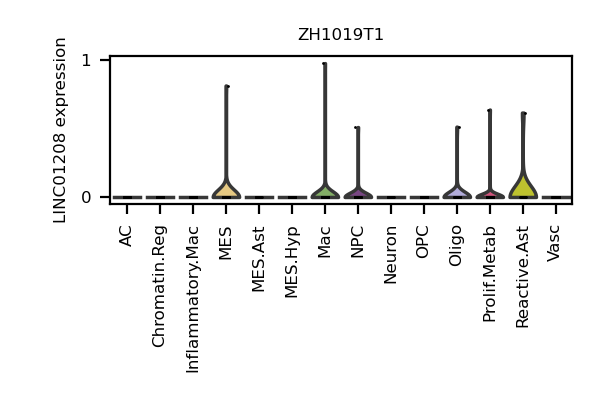 ZH1019T1
LINC01208 expression
1
0
AC
Chromatin.Reg
Inflammatory.Mac
MES
MES.Ast
MES.Hyp
Mac
NPC
Neuron
OPC
Oligo
Prolif.Metab
Reactive.Ast
Vasc